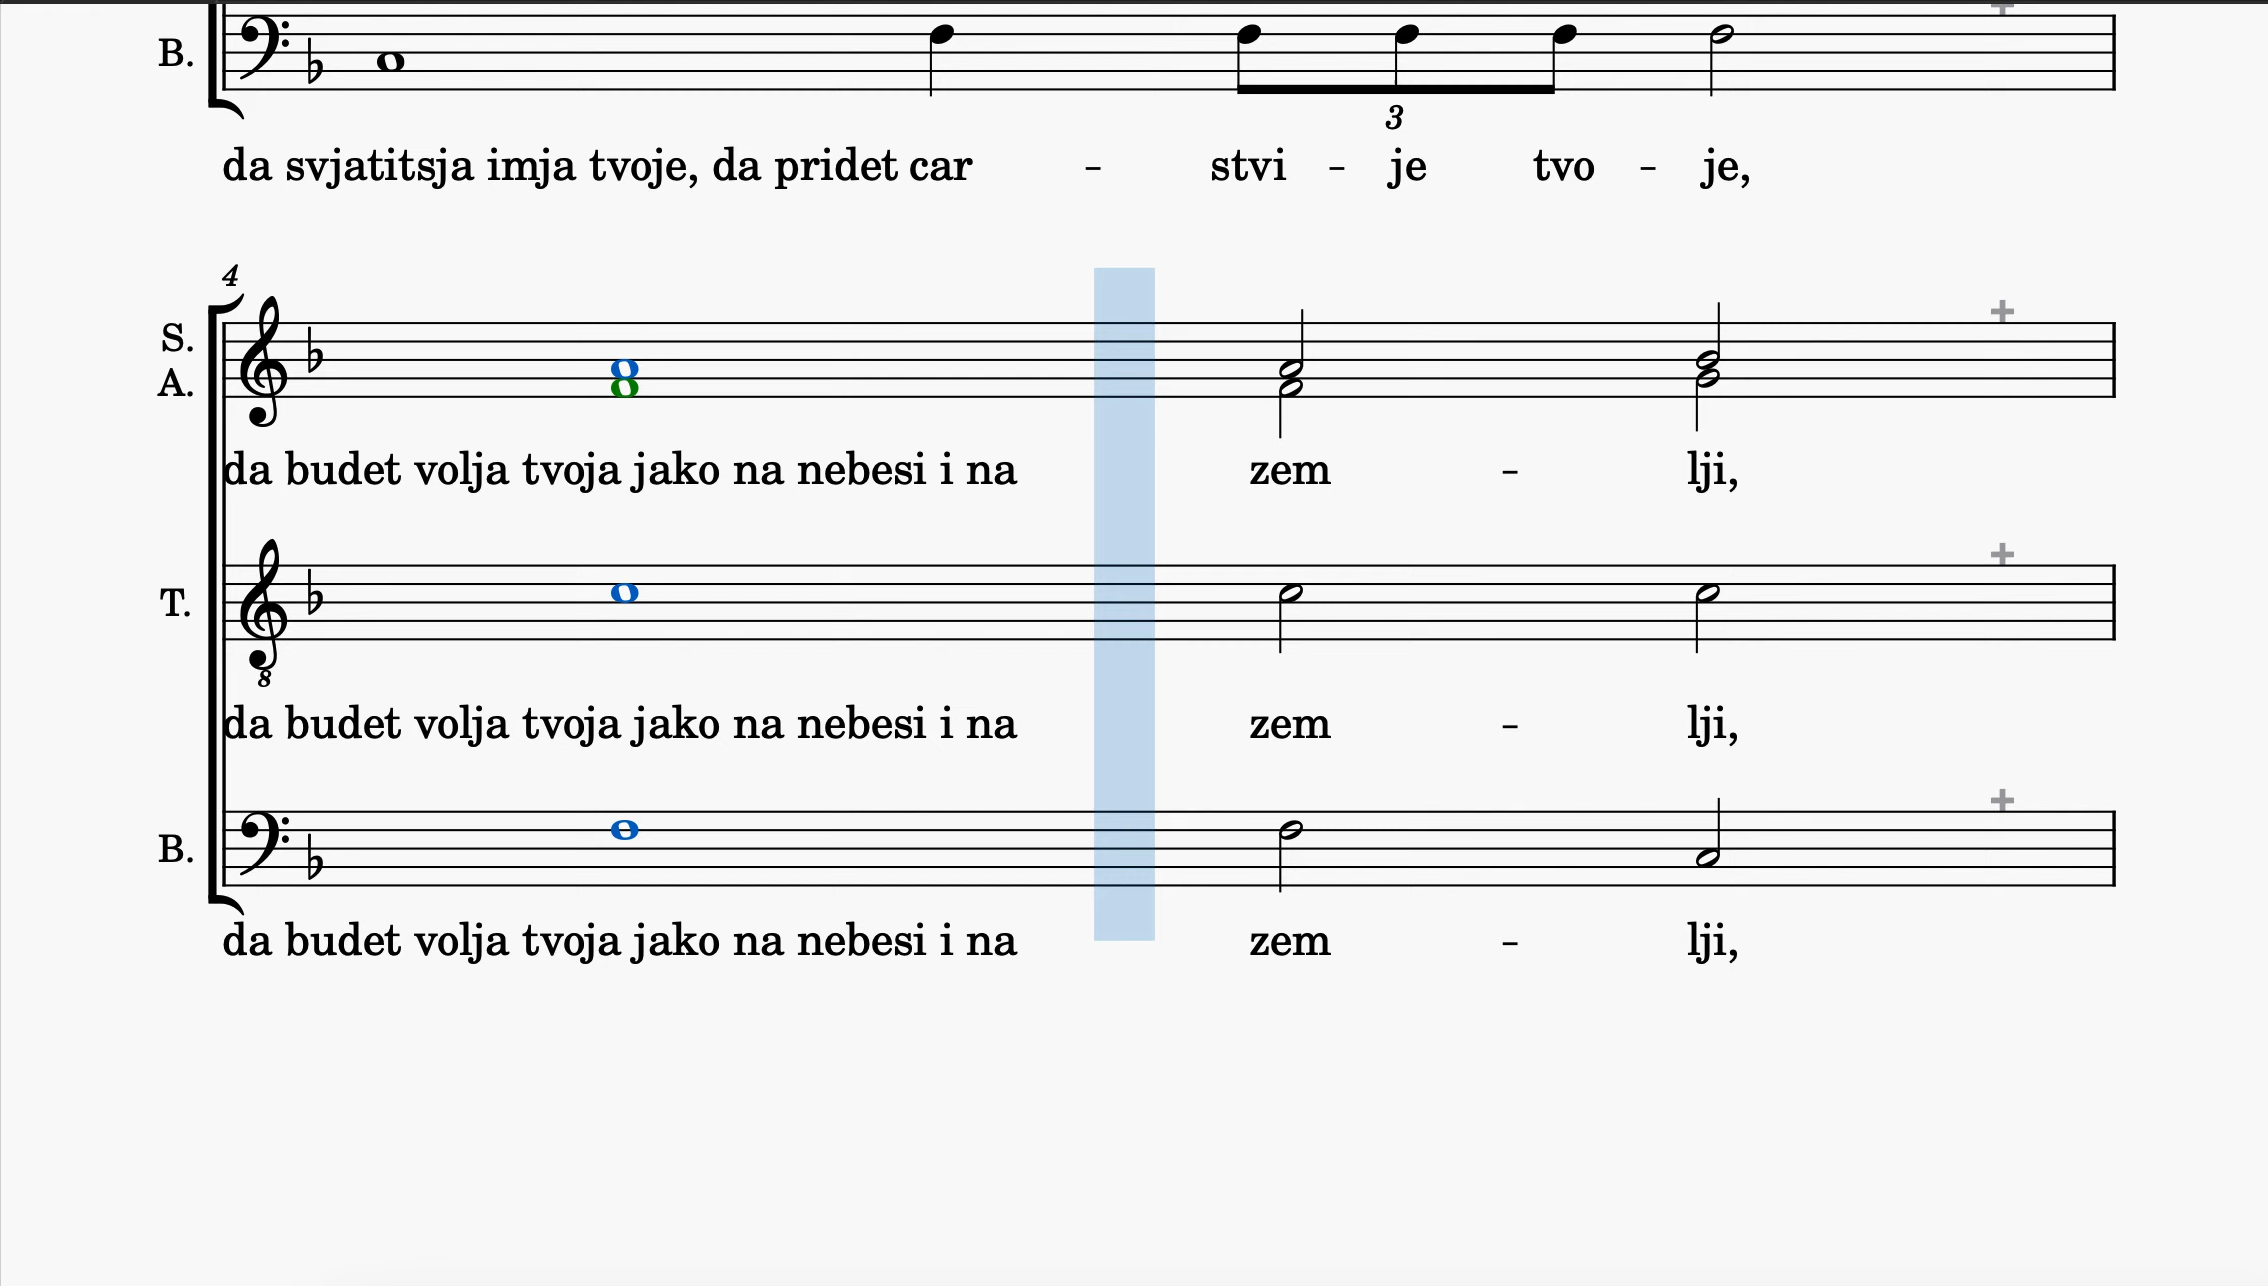 B.
3
da svjatitsja imja tvoje, da pridet car - stvi - je tvo - je,
4
S.
A.
da budet volja tvoja jako na nebesi i na zem - lji,
T.
8
da budet volja tvoja jako na nebesi i na zem - lji,
B.
da budet volja tvoja jako na nebesi i na zem - lji,